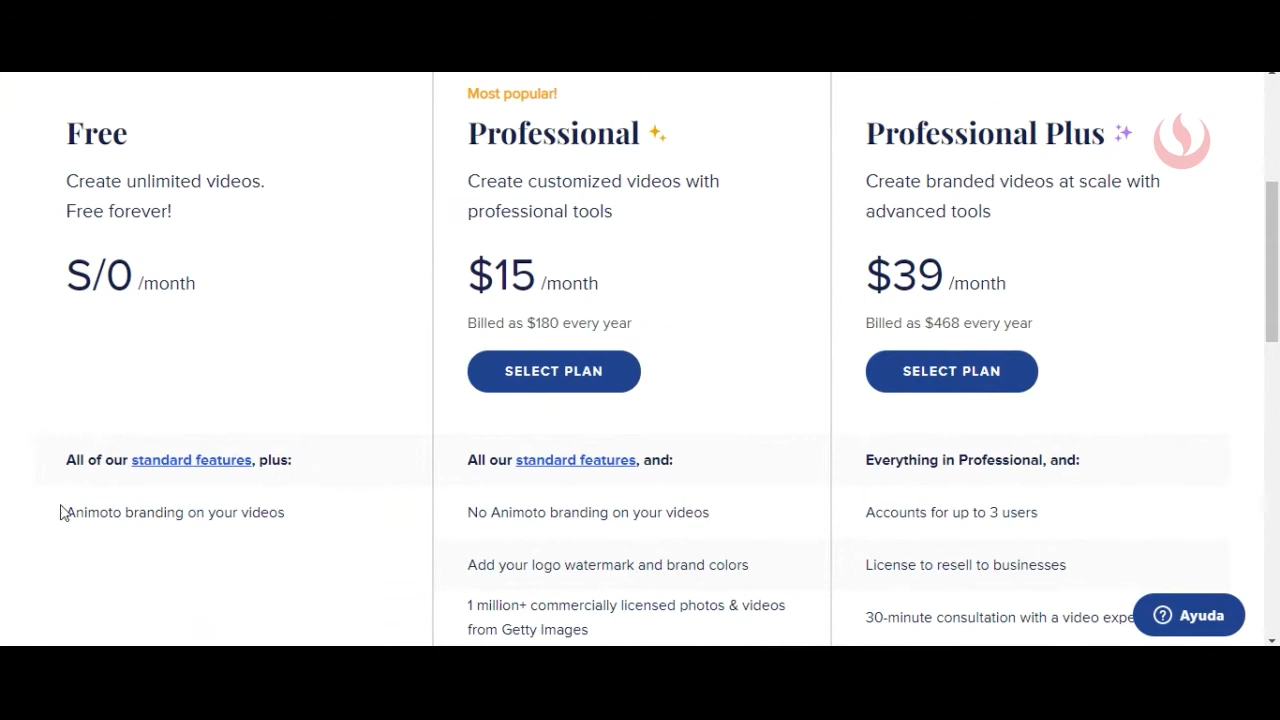 Free
Create unlimited videos.
Free forever!
S/0 /month
All of our standard features, plus:
Animoto branding on your videos
Most popular!
Professional
Create customized videos with
professional tools
$15 /month
Billed as $180 every year
SELECT PLAN
All our standard features, and:
No Animoto branding on your videos
Add your logo watermark and brand colors
1 million+ commercially licensed photos & videos
from Getty Images
Professional Plus
Create branded videos at scale with
advanced tools
$39 /month
Billed as $468 every year
SELECT PLAN
Everything in Professional, and:
Accounts for up to 3 users
License to resell to businesses
30-minute consultation with a video expe
Ayuda